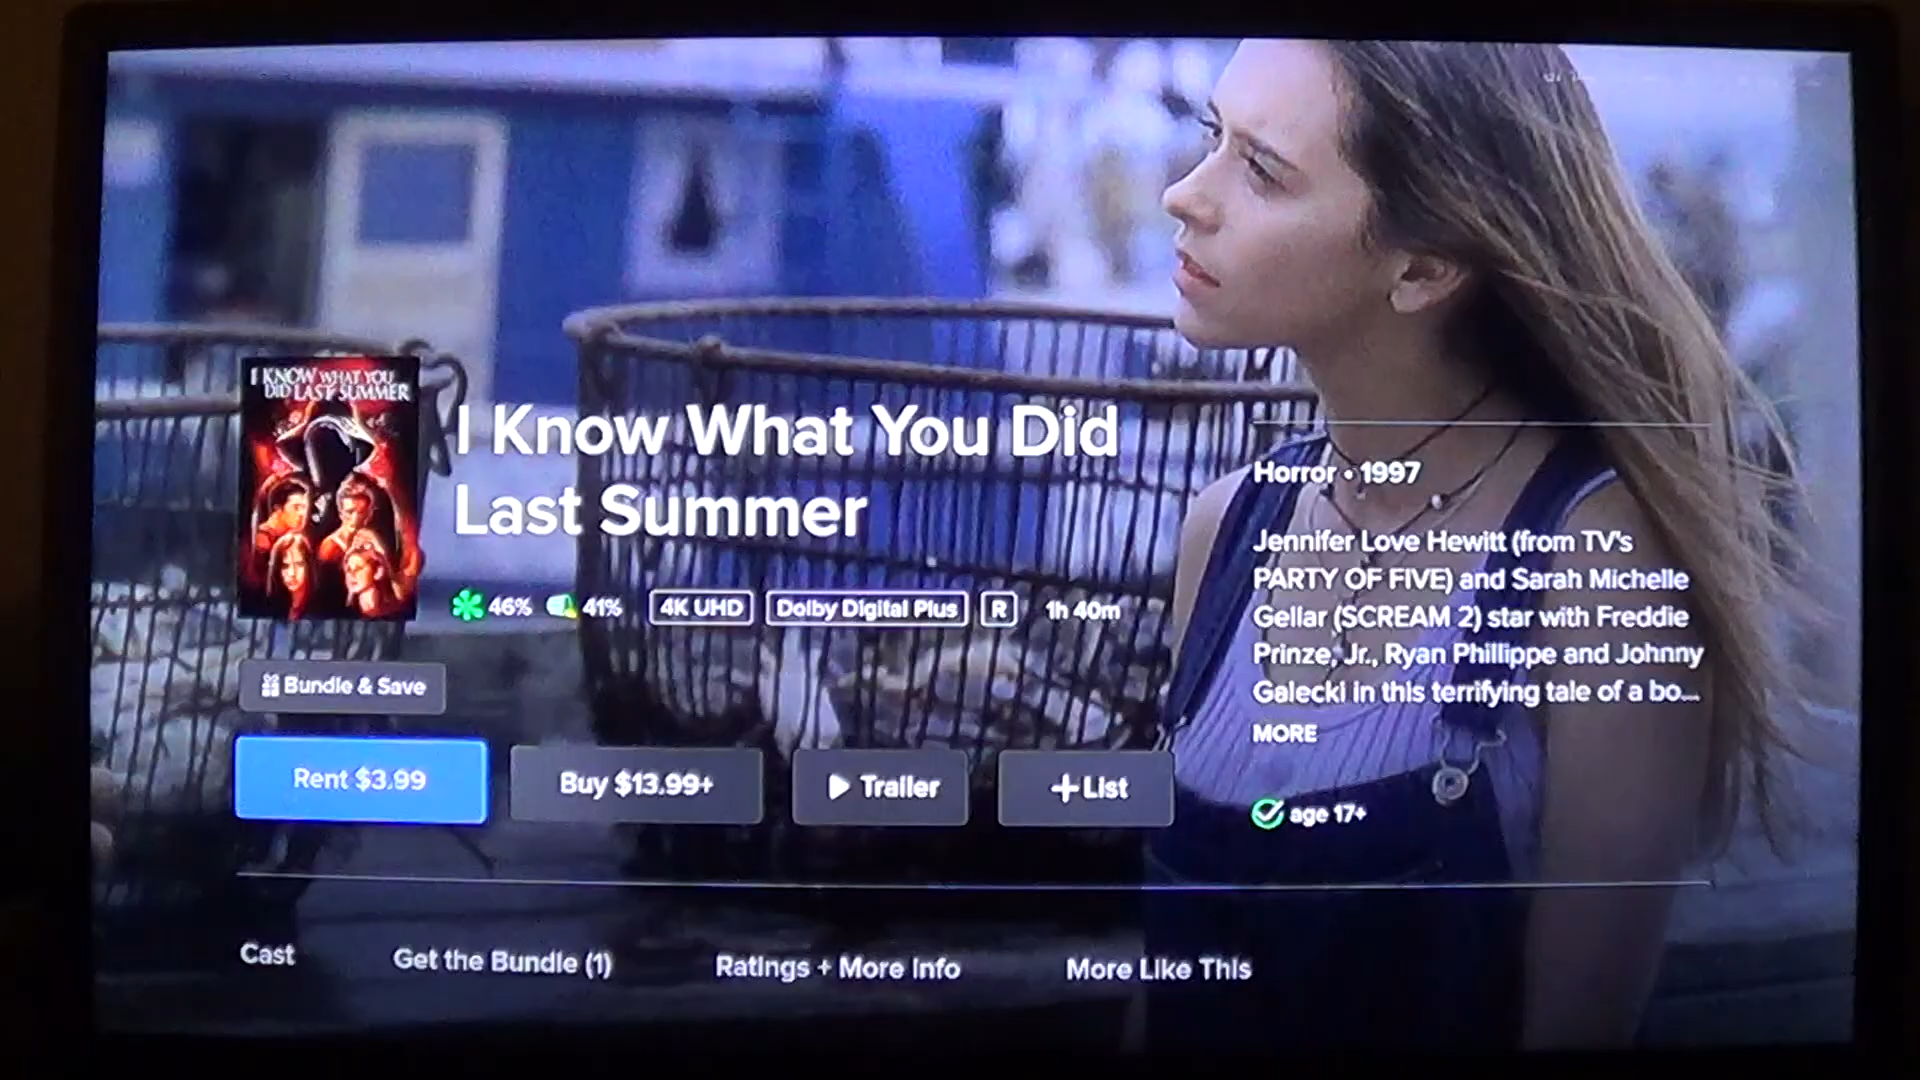 I KNOW WHAT YOU
DID LAST SUMMER
I Know What You Did
Last Summer
46% 41% 4K UHD Dolby Digital Plus R 1h 40m
Bundle & Save
Rent $3.99
Buy $13.99+
Trailer
+List
Horror • 1997
Jennifer Love Hewitt (from TV's
PARTY OF FIVE) and Sarah Michelle
Gellar (SCREAM 2) star with Freddie
Prinze, Jr., Ryan Phillippe and Johnny
Galecki in this terrifying tale of a bo...
MORE
age 17+
Cast
Get the Bundle (1)
Ratings + More Info
More Like This